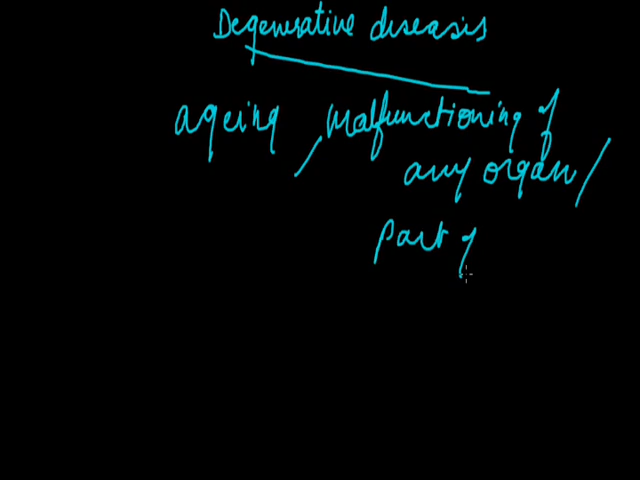 Degenerative diseasis
ageing, malfunctioning of
any organ/
part of